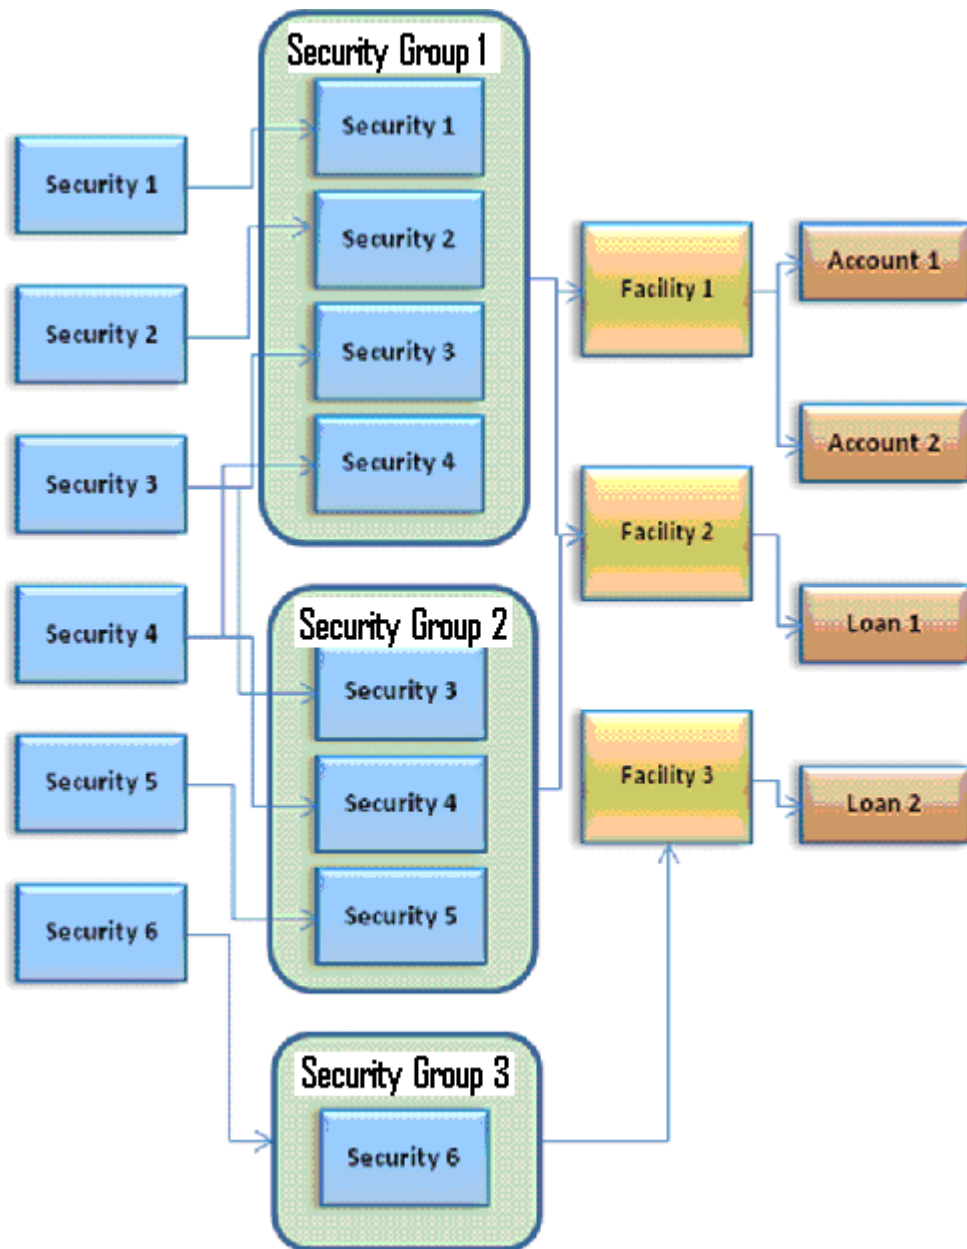 Security Group 1
Security 1
Security 2
Security 3
Security 4
Security 1
Security 2
Security 3
Security 4
Security 5
Security 6
Security Group 2
Security 3
Security 4
Security 5
Security Group 3
Security 6
Facility 1
Facility 2
Facility 3
Account 1
Account 2
Loan 1
Loan 2